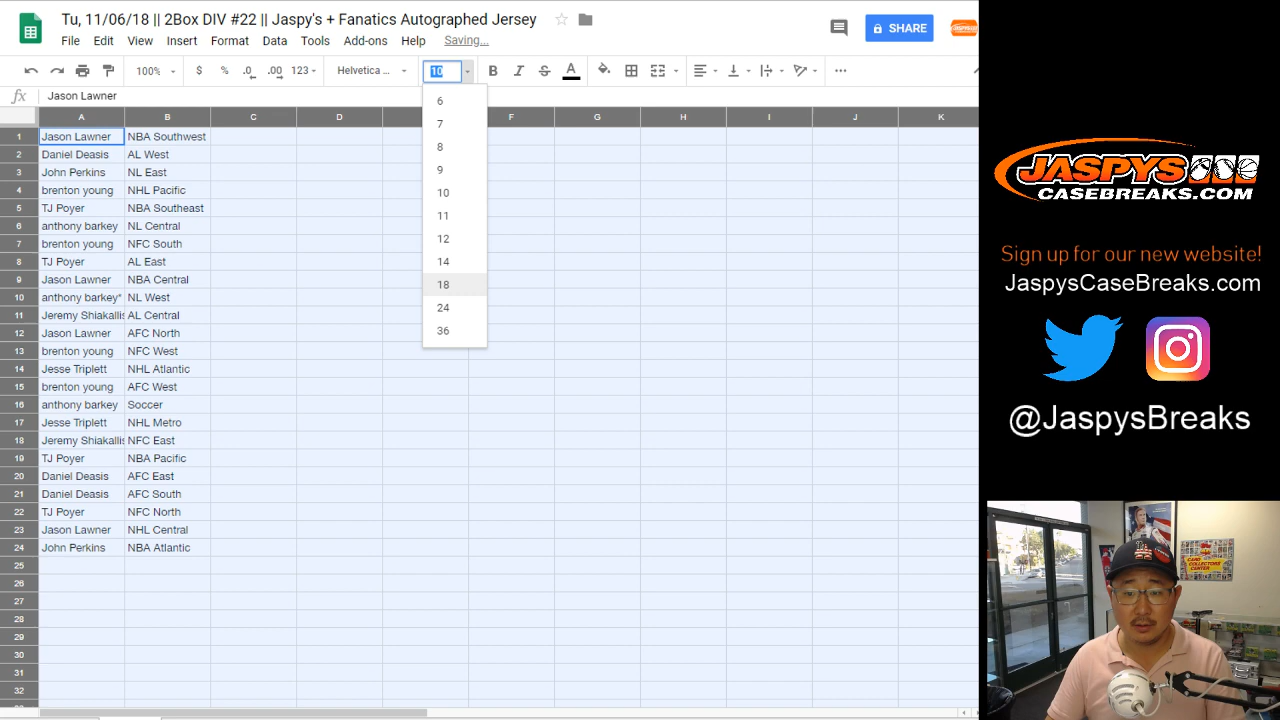 Tu, 11/06/18 || 2Box DIV #22 || Jaspy's + Fanatics Autographed Jersey
File Edit View Insert Format Data Tools Add-ons Help Saving...
SHARE
100% $ % .0 .00 123 Helvetica ... 10 B I S A
fx Jason Lawner
A B C D F G H I J K
1 Jason Lawner NBA Southwest
2 Daniel Deasis AL West
3 John Perkins NL East
4 brenton young NHL Pacific
5 TJ Poyer NBA Southeast
6 anthony barkey NL Central
7 brenton young NFC South
8 TJ Poyer AL East
9 Jason Lawner NBA Central
10 anthony barkey* NL West
11 Jeremy Shiakallis AL Central
12 Jason Lawner AFC North
13 brenton young NFC West
14 Jesse Triplett NHL Atlantic
15 brenton young AFC West
16 anthony barkey Soccer
17 Jesse Triplett NHL Metro
18 Jeremy Shiakallis NFC East
19 TJ Poyer NBA Pacific
20 Daniel Deasis AFC East
21 Daniel Deasis AFC South
22 TJ Poyer NFC North
23 Jason Lawner NHL Central
24 John Perkins NBA Atlantic
25
26
27
28
29
30
31
32
6
7
8
9
10
11
12
14
18
24
36
JASPYS
CASEBREAKS.COM
Sign up for our new website!
JaspysCaseBreaks.com
@JaspysBreaks
CARD
COLLECTORS
CENTER